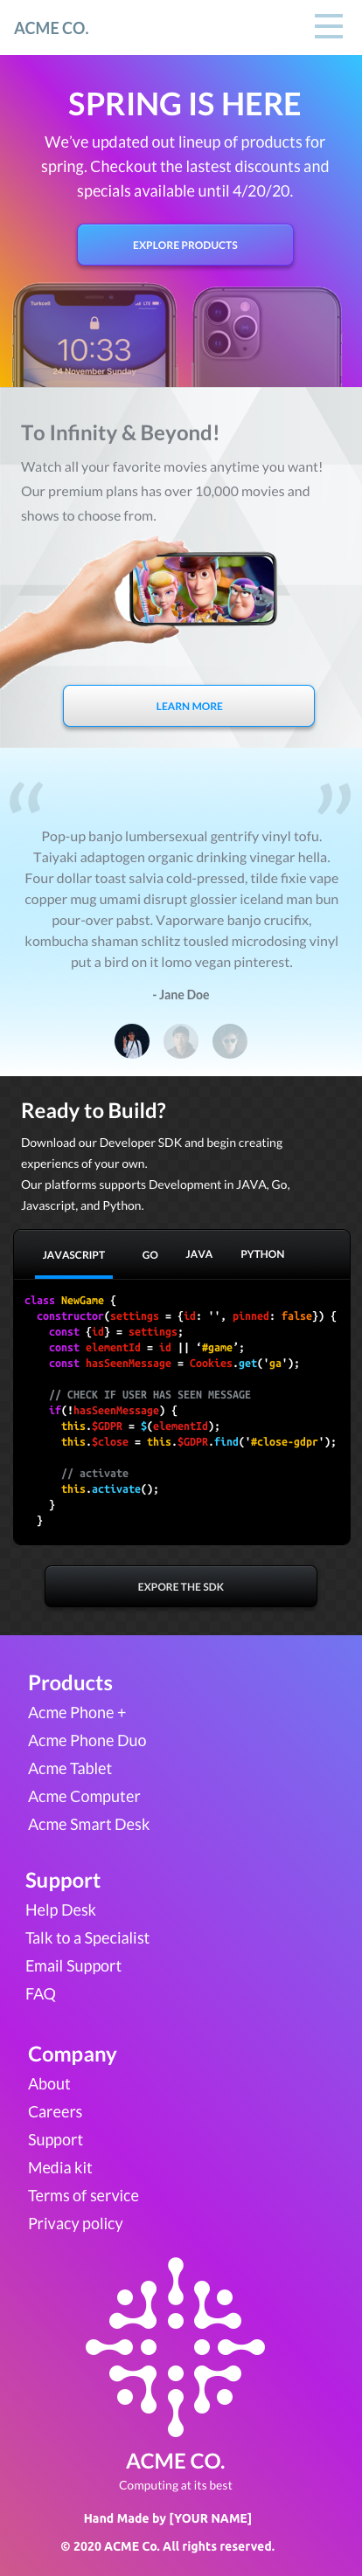 ACME CO.
SPRING IS HERE
We've updated out lineup of products for
spring. Checkout the lastest discounts and
specials available until 4/20/20.
EXPLORE PRODUCTS
Turkcell LTE
10:33
24 November Sunday
To Infinity & Beyond!
Watch all your favorite movies anytime you want!
Our premium plans has over 10,000 movies and
shows to choose from.
LEARN MORE
“ ”
Pop-up banjo lumbersexual gentrify vinyl tofu.
Taiyaki adaptogen organic drinking vinegar hella.
Four dollar toast salvia cold-pressed, tilde fixie vape
copper mug umami disrupt glossier iceland man bun
pour-over pabst. Vaporware banjo crucifix,
kombucha shaman schlitz tousled microdosing vinyl
put a bird on it lomo vegan pinterest.
- Jane Doe
Ready to Build?
Download our Developer SDK and begin creating
experiencs of your own.
Our platforms supports Development in JAVA, Go,
Javascript, and Python.
JAVASCRIPT GO JAVA PYTHON
class NewGame {
constructor(settings = {id: '', pinned: false}) {
const {id} = settings;
const elementId = id || ‘#game’;
const hasSeenMessage = Cookies.get('ga');
// CHECK IF USER HAS SEEN MESSAGE
if(!hasSeenMessage) {
this.$GDPR = $(elementId);
this.$close = this.$GDPR.find('#close-gdpr');
// activate
this.activate();
}
}
EXPORE THE SDK
Products
Acme Phone +
Acme Phone Duo
Acme Tablet
Acme Computer
Acme Smart Desk
Support
Help Desk
Talk to a Specialist
Email Support
FAQ
Company
About
Careers
Support
Media kit
Terms of service
Privacy policy
ACME CO.
Computing at its best
Hand Made by [YOUR NAME]
© 2020 ACME Co. All rights reserved.